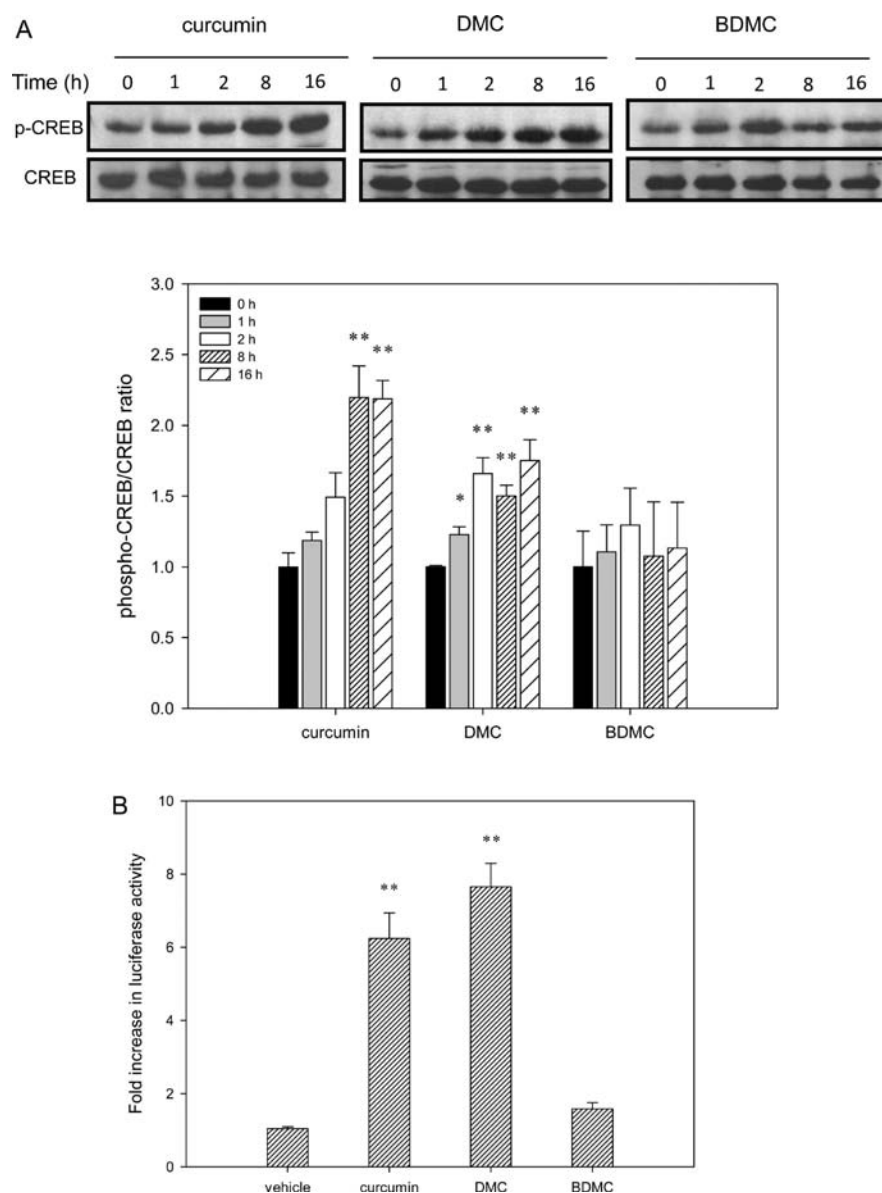 A
curcumin DMC BDMC
Time (h) 0 1 2 8 16 0 1 2 8 16 0 1 2 8 16
p-CREB
CREB
phospho-CREB/CREB ratio
3.0
2.5
2.0
1.5
1.0
0.5
0.0
0 h
1 h
2 h
8 h
16 h
** **
* ** ** **
curcumin DMC BDMC
B
Fold increase in luciferase activity
10
8
6
4
2
0
** **
vehicle curcumin DMC BDMC